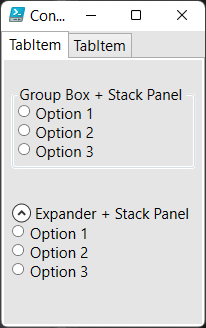 Con...
TabItem TabItem
Group Box + Stack Panel
Option 1
Option 2
Option 3
Expander + Stack Panel
Option 1
Option 2
Option 3